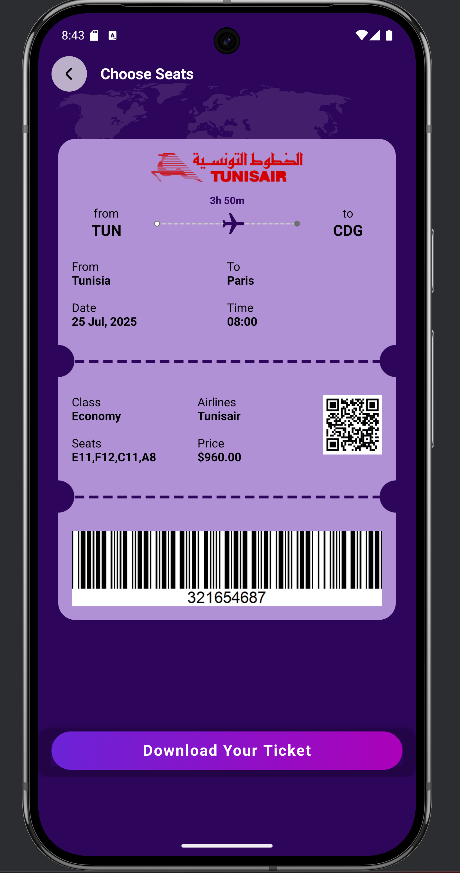 8:43
Choose Seats
الخطوط التونسية
TUNISAIR
3h 50m
from
to
TUN
CDG
From
To
Tunisia
Paris
Date
Time
25 Jul, 2025
08:00
Class
Airlines
Economy
Tunisair
Seats
Price
E11,F12,C11,A8
$960.00
321654687
Download Your Ticket